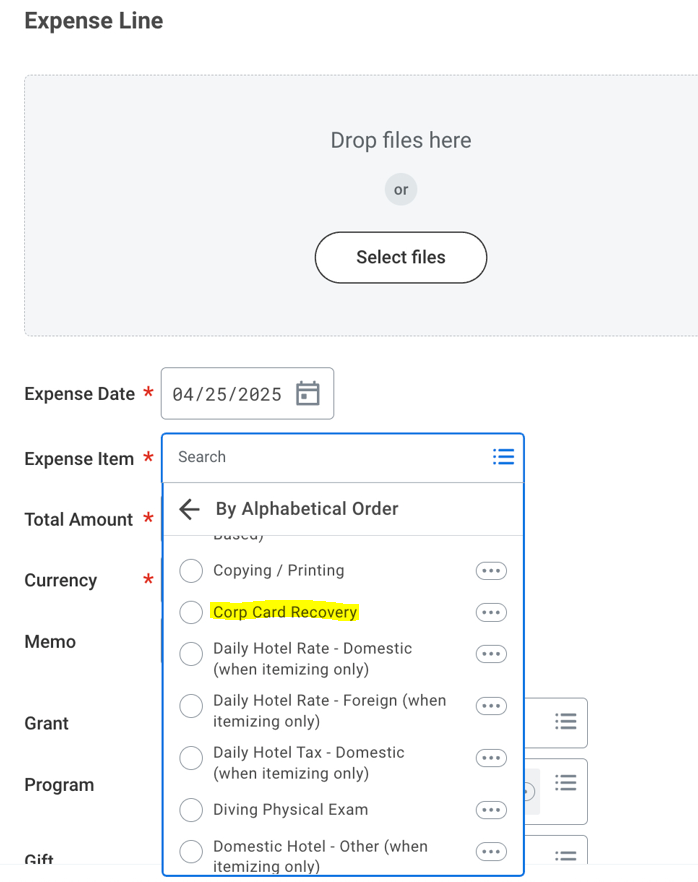 Expense Line
Drop files here
or
Select files
Expense Date *
04/25/2025
Expense Item *
Search
By Alphabetical Order
Based)
Total Amount *
Copying / Printing
Currency *
Corp Card Recovery
Memo
Daily Hotel Rate - Domestic
(when itemizing only)
Daily Hotel Rate - Foreign (when
itemizing only)
Grant
Daily Hotel Tax - Domestic
(when itemizing only)
Program
Diving Physical Exam
Domestic Hotel - Other (when
itemizing only)
Gift